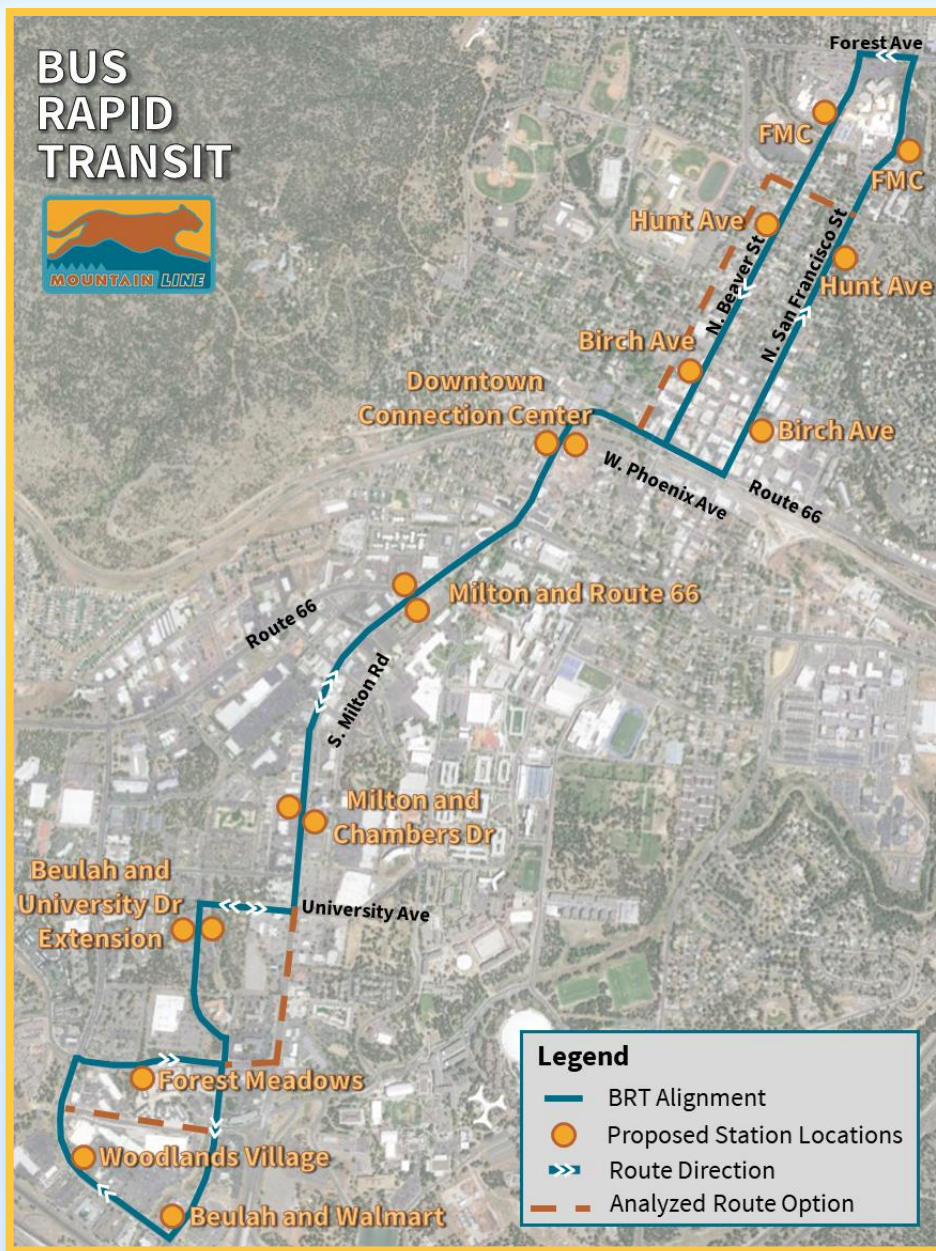 BUS
RAPID
TRANSIT
MOUNTAIN LINE
Forest Ave
FMC
FMC
Hunt Ave
N. Beaver St
N. San Francisco St
Hunt Ave
Birch Ave
Downtown
Connection Center
Birch Ave
W. Phoenix Ave
Route 66
Milton and Route 66
Route 66
S. Milton Rd
Milton and
Chambers Dr
Beulah and
University Dr
Extension
University Ave
Forest Meadows
Woodlands Village
Beulah and Walmart
Legend
BRT Alignment
Proposed Station Locations
Route Direction
Analyzed Route Option